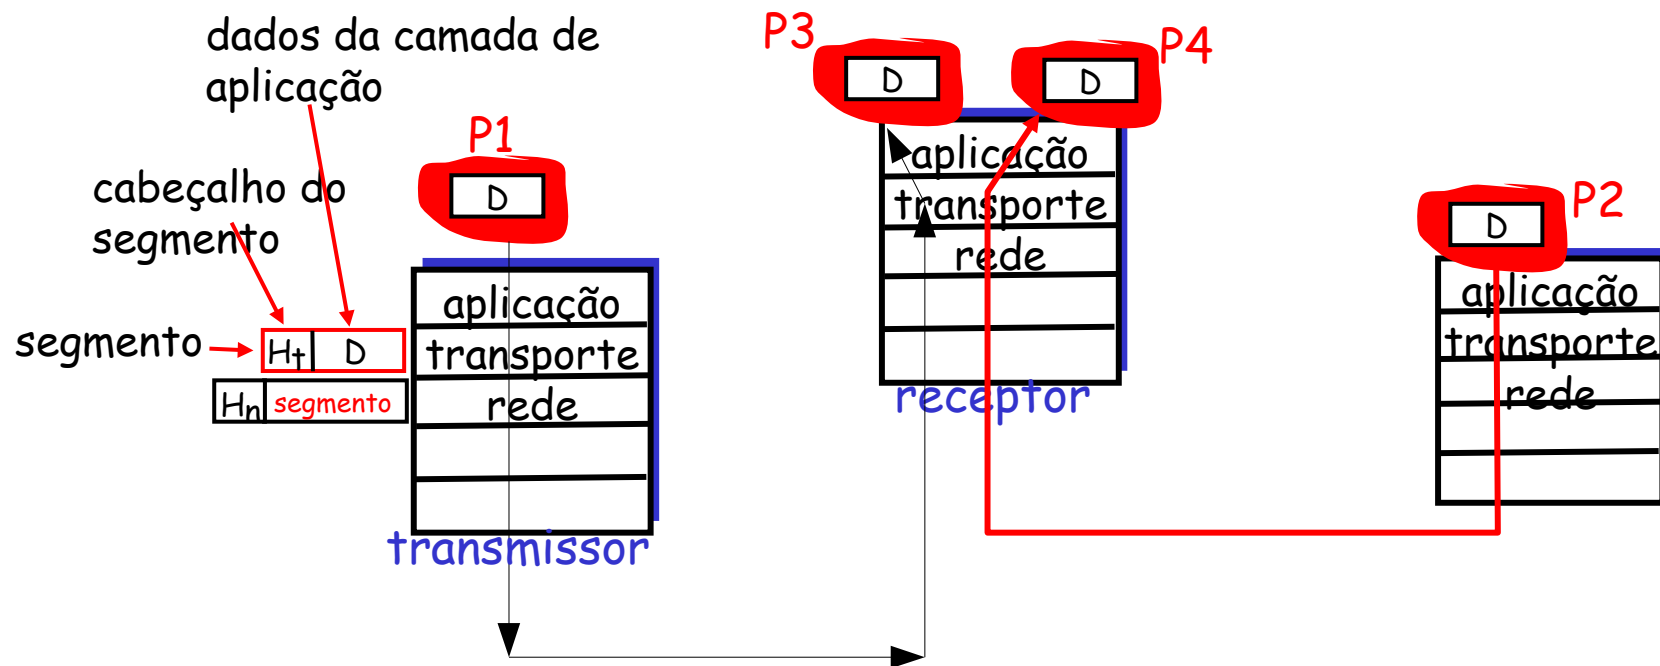 dados da camada de
aplicação
cabeçalho do
segmento
segmento
Ht D
Hn segmento
P1
D
aplicação
transporte
rede
transmissor
P3
D
P4
D
aplicação
transporte
rede
receptor
P2
D
aplicação
transporte
rede